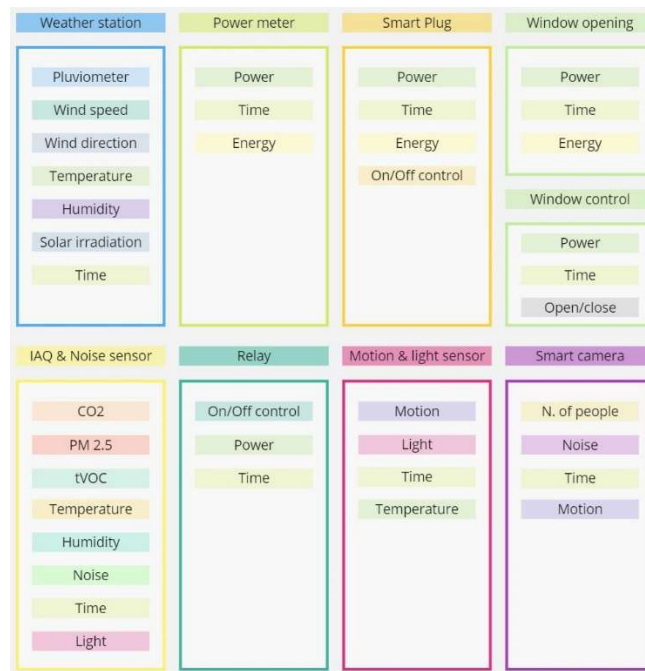 Weather station
Pluviometer
Wind speed
Wind direction
Temperature
Humidity
Solar irradiation
Time
Power meter
Power
Time
Energy
Smart Plug
Power
Time
Energy
On/Off control
Window opening
Power
Time
Energy
Window control
Power
Time
Open/close
IAQ & Noise sensor
CO2
PM 2.5
tVOC
Temperature
Humidity
Noise
Time
Light
Relay
On/Off control
Power
Time
Motion & light sensor
Motion
Light
Time
Temperature
Smart camera
N. of people
Noise
Time
Motion